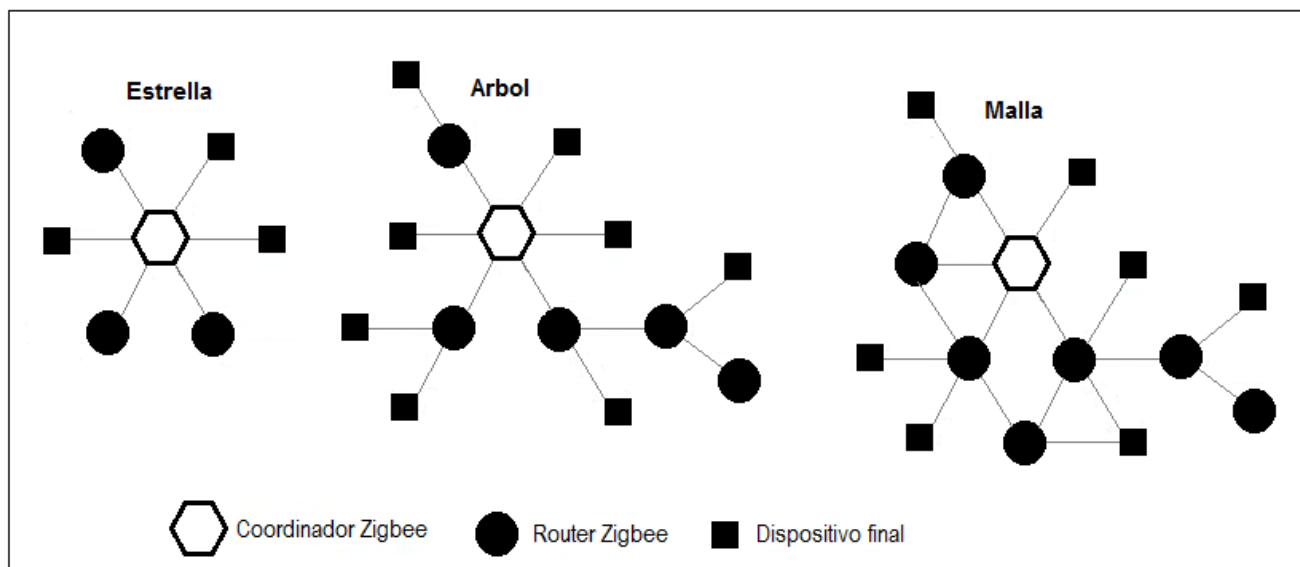 Estrella
Arbol
Malla
Coordinador Zigbee
Router Zigbee
Dispositivo final